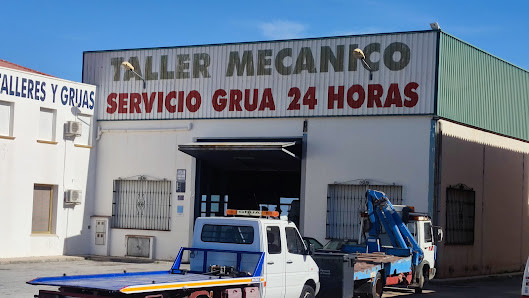 TALLER MECANICO
SERVICIO GRUA 24 HORAS
TALLERES Y GRUAS